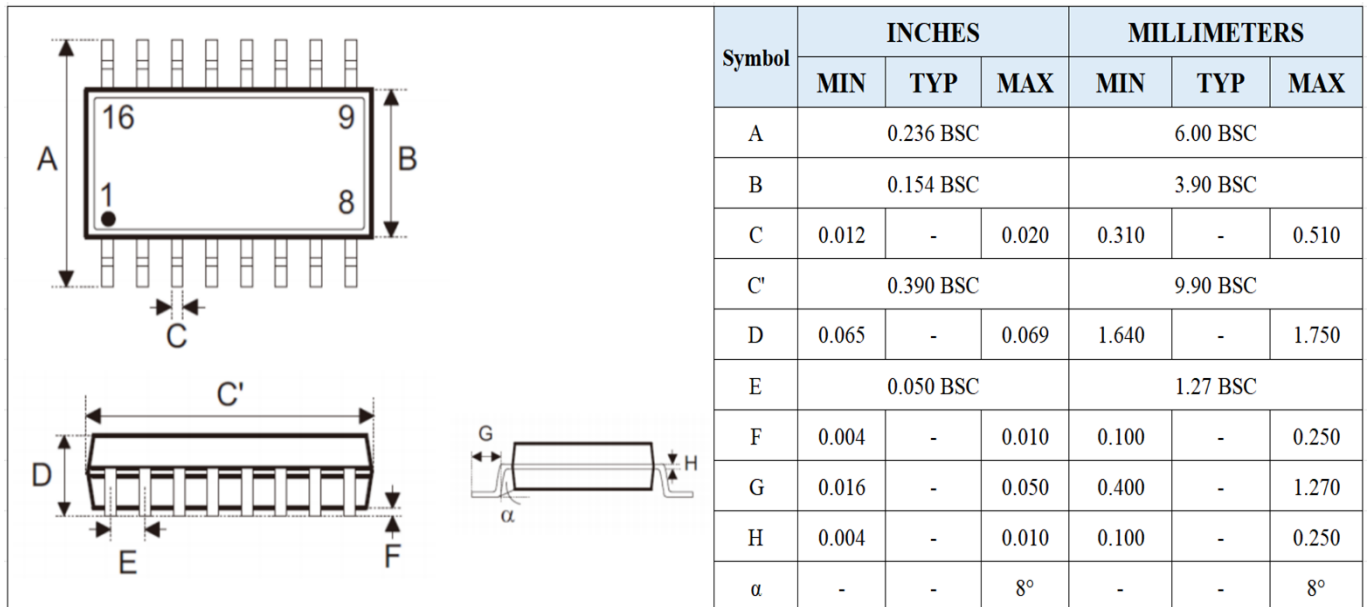 16 9
1 8
A
B
C
C'
D
E
F
G
H
α
Symbol INCHES MILLIMETERS
MIN TYP MAX MIN TYP MAX
A 0.236 BSC 6.00 BSC
B 0.154 BSC 3.90 BSC
C 0.012 - 0.020 0.310 - 0.510
C' 0.390 BSC 9.90 BSC
D 0.065 - 0.069 1.640 - 1.750
E 0.050 BSC 1.27 BSC
F 0.004 - 0.010 0.100 - 0.250
G 0.016 - 0.050 0.400 - 1.270
H 0.004 - 0.010 0.100 - 0.250
α - - 8° - - 8°